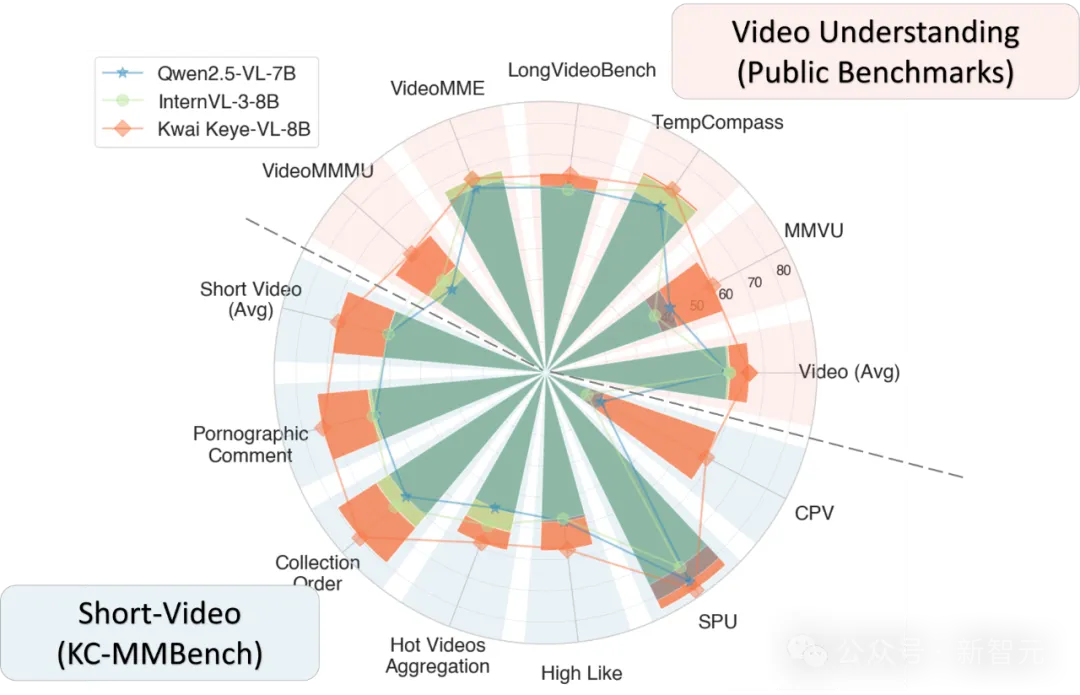 Video Understanding
(Public Benchmarks)
Qwen2.5-VL-7B
InternVL-3-8B
Kwai Keye-VL-8B
VideoMME
LongVideoBench
TempCompass
VideoMMMU
MMVU
80
70
60
50
Short Video
(Avg)
Video (Avg)
Pornographic
Comment
CPV
Collection
Order
SPU
Short-Video
(KC-MMBench)
Hot Videos
Aggregation
High Like
公众号 · 新智元